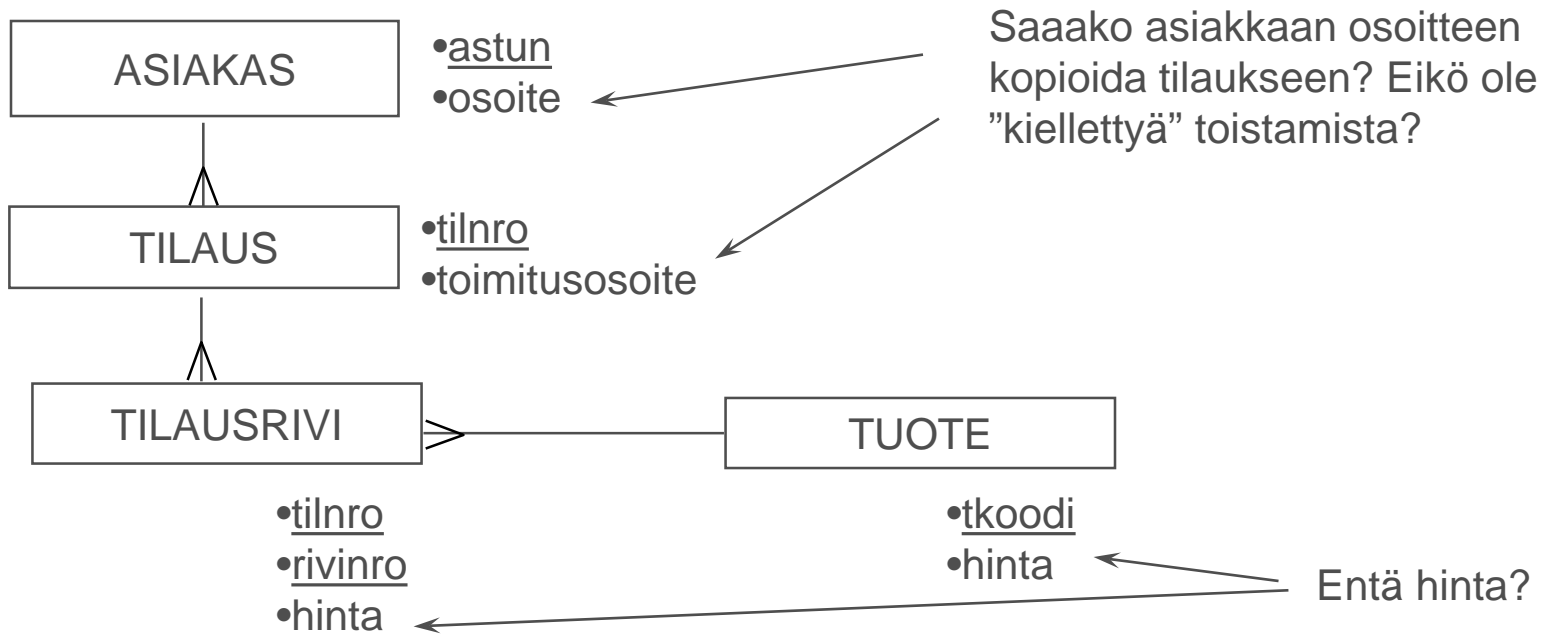 ASIAKAS
•astun
•osoite
Saaako asiakkaan osoitteen
kopioida tilaukseen? Eikö ole
”kiellettyä” toistamista?
TILAUS
•tilnro
•toimitusosoite
TILAUSRIVI
TUOTE
•tilnro
•rivinro
•hinta
•tkoodi
•hinta
Entä hinta?